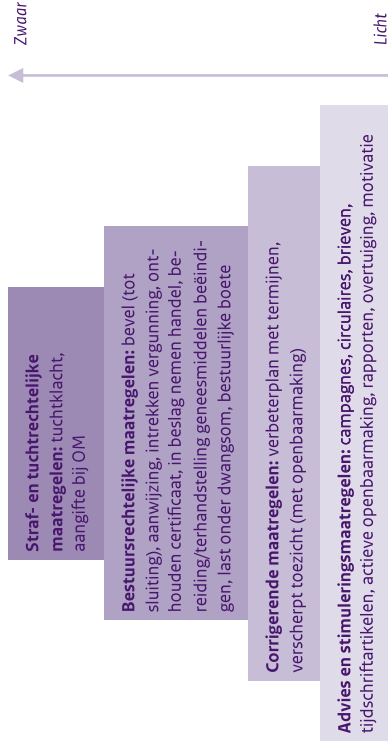 Zwaar
Straf- en tuchtrechtelijke
maatregelen: tuchtklacht,
aangifte bij OM
Bestuursrechtelijke maatregelen: bevel (tot
sluiting), aanwijzing, intrekken vergunning, ont-
houden certificaat, in beslag nemen handel, be-
reiding/terhandstelling geneesmiddelen beëindi-
gen, last onder dwangsom, bestuurlijke boete
Corrigerende maatregelen: verbeterplan met termijnen,
verscherpt toezicht (met openbaarmaking)
Advies en stimuleringsmaatregelen: campagnes, circulaires, brieven,
tijdschriftartikelen, actieve openbaarmaking, rapporten, overtuiging, motivatie
Licht